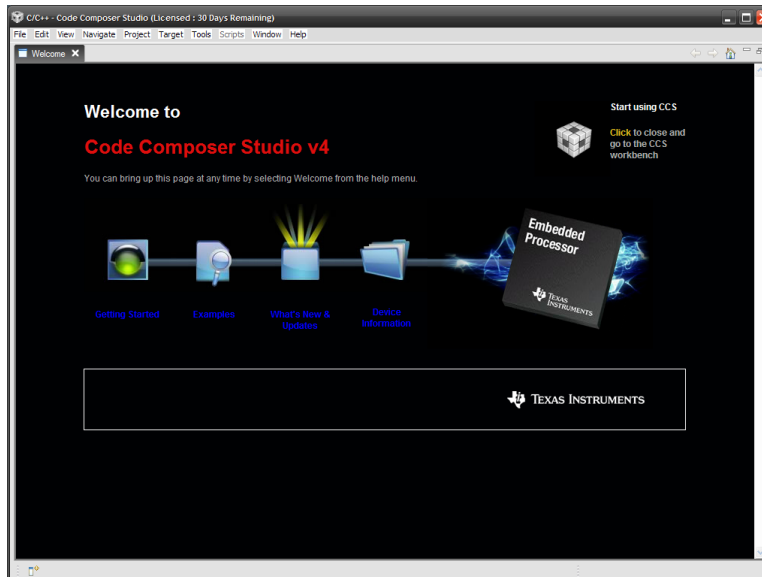 C/C++ - Code Composer Studio (Licensed : 30 Days Remaining)
File Edit View Navigate Project Target Tools Scripts Window Help
Welcome
Welcome to
Code Composer Studio v4
You can bring up this page at any time by selecting Welcome from the help menu.
Start using CCS
Click to close and
go to the CCS
workbench
Embedded
Processor
TEXAS
INSTRUMENTS
Getting Started
Examples
What's New &
Updates
Device
Information
TEXAS INSTRUMENTS